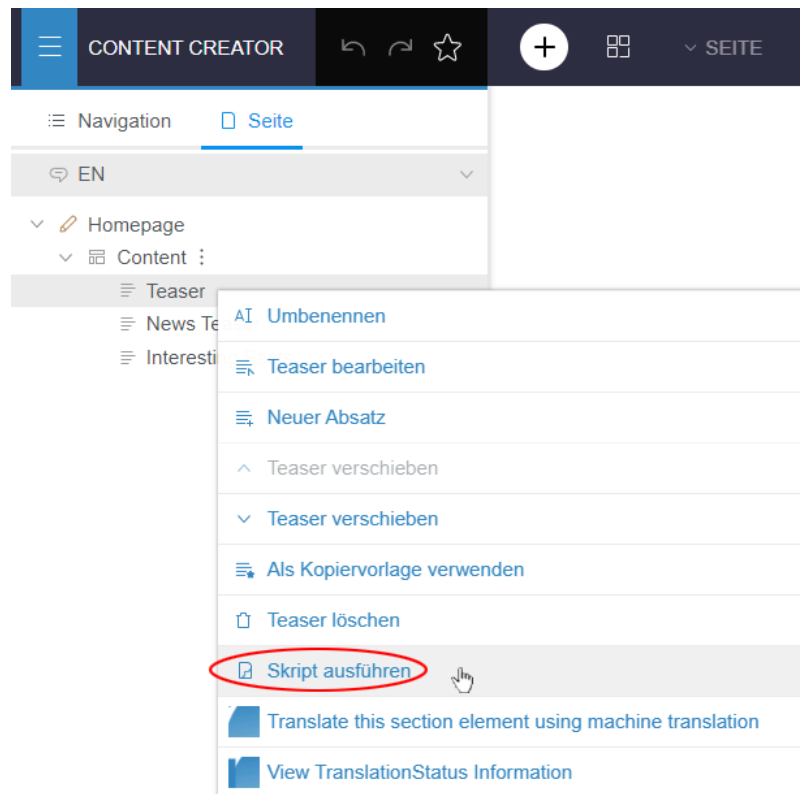 CONTENT CREATOR
SEITE
Navigation
Seite
EN
Homepage
Content
Teaser
News Te
Interesti
Umbenennen
Teaser bearbeiten
Neuer Absatz
Teaser verschieben
Teaser verschieben
Als Kopiervorlage verwenden
Teaser löschen
Skript ausführen
Translate this section element using machine translation
View TranslationStatus Information